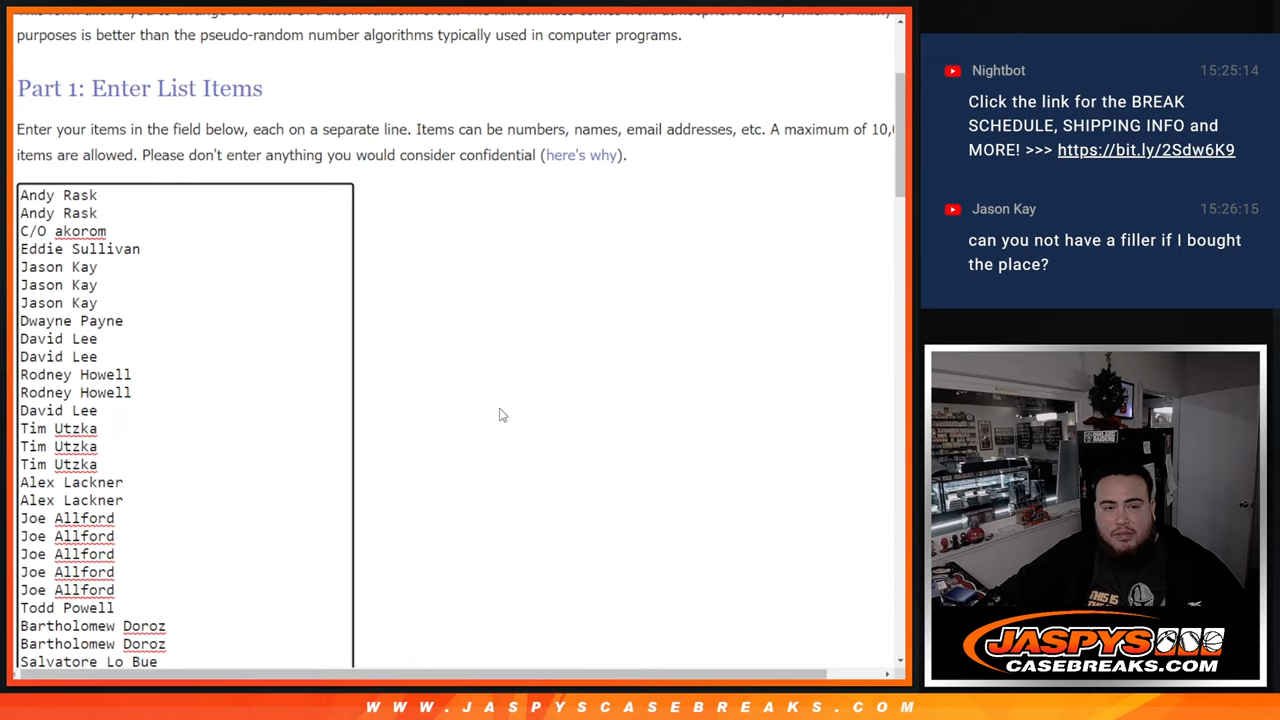 purposes is better than the pseudo-random number algorithms typically used in computer programs.
Part 1: Enter List Items
Enter your items in the field below, each on a separate line. Items can be numbers, names, email addresses, etc. A maximum of 10,
items are allowed. Please don't enter anything you would consider confidential (here's why).
Andy Rask
Andy Rask
C/O akorom
Eddie Sullivan
Jason Kay
Jason Kay
Jason Kay
Dwayne Payne
David Lee
David Lee
Rodney Howell
Rodney Howell
David Lee
Tim Utzka
Tim Utzka
Tim Utzka
Alex Lackner
Alex Lackner
Joe Allford
Joe Allford
Joe Allford
Joe Allford
Joe Allford
Todd Powell
Bartholomew Doroz
Bartholomew Doroz
Salvatore Lo Bue
Nightbot 15:25:14
Click the link for the BREAK
SCHEDULE, SHIPPING INFO and
MORE! >>> https://bit.ly/2Sdw6K9
Jason Kay 15:26:15
can you not have a filler if I bought
the place?
THIS IS
JASPYS
CASEBREAKS.COM
WWW.JASPYSCASEBREAKS.COM